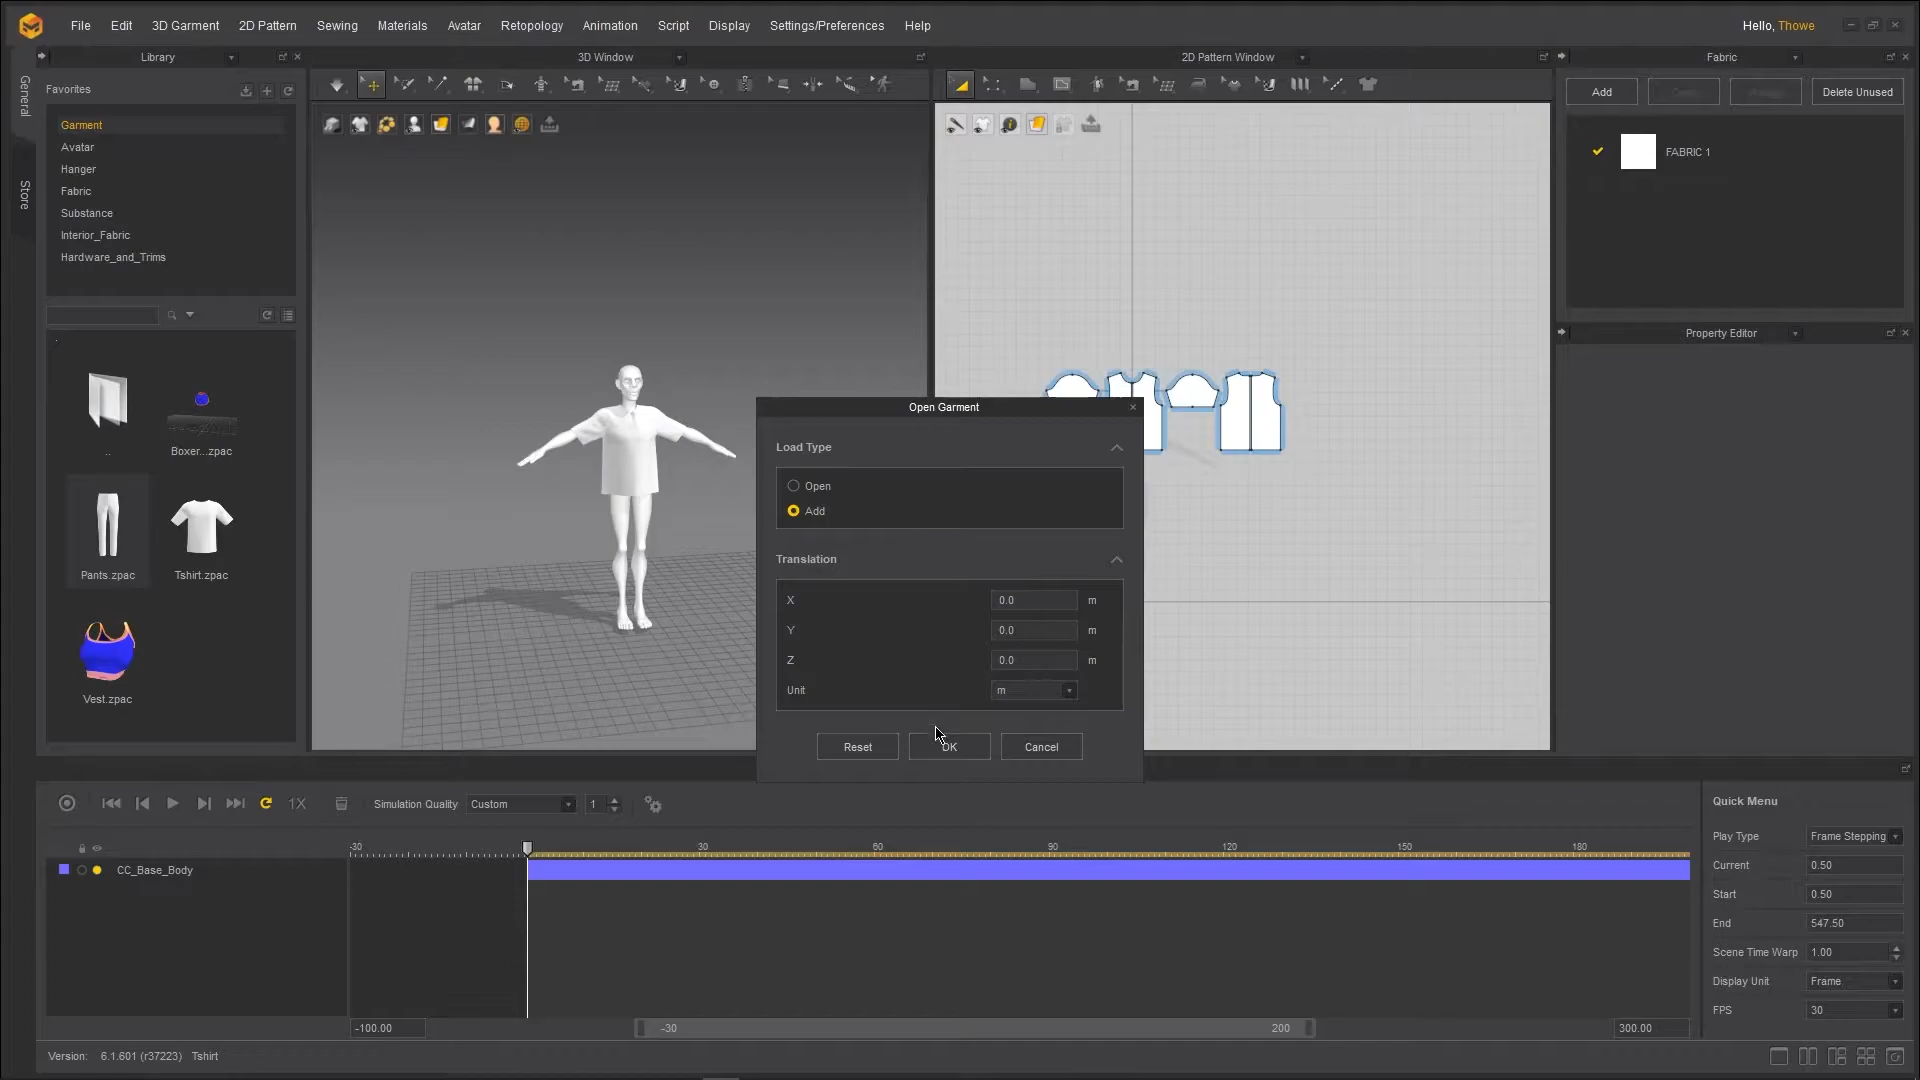 File Edit 3D Garment 2D Pattern Sewing Materials Avatar Retopology Animation Script Display Settings/Preferences Help
Hello, Thowe
General
Store
Library
Favorites
Garment
Avatar
Hanger
Fabric
Substance
Interior_Fabric
Hardware_and_Trims
..
Boxer...zpac
Pants.zpac
Tshirt.zpac
Vest.zpac
3D Window
2D Pattern Window
Open Garment
Load Type
Open
Add
Translation
X 0.0 m
Y 0.0 m
Z 0.0 m
Unit m
Reset OK Cancel
Fabric
Add
Delete Unused
FABRIC 1
Property Editor
1X
Simulation Quality Custom 1
-30 30 60 90 120 150 180
CC_Base_Body
-100.00 -30 200 300.00
Quick Menu
Play Type Frame Stepping
Current 0.50
Start 0.50
End 547.50
Scene Time Warp 1.00
Display Unit Frame
FPS 30
Version: 6.1.601 (r37223) Tshirt